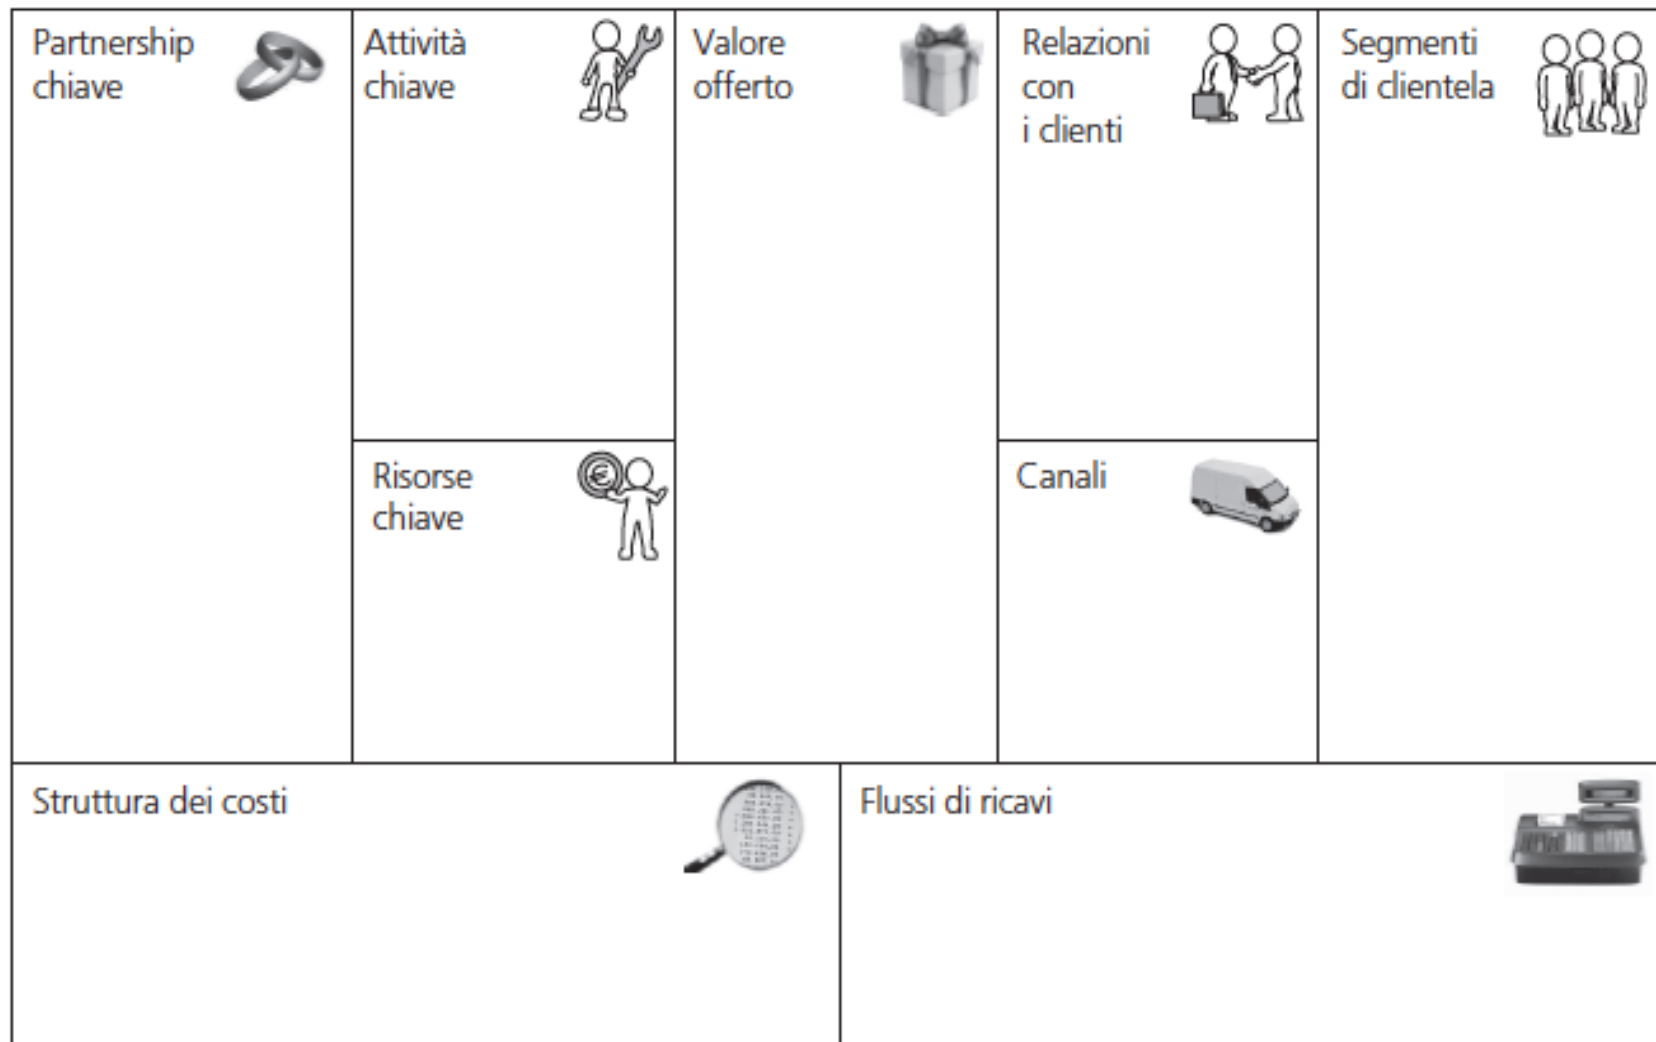 Partnership
chiave
Attività
chiave
Valore
offerto
Relazioni
con
i clienti
Segmenti
di clientela
Risorse
chiave
€
Canali
Struttura dei costi
Flussi di ricavi